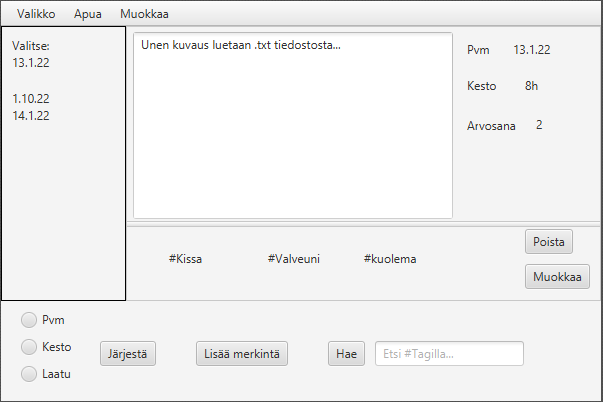 Valikko Apua Muokkaa
Valitse:
13.1.22
1.10.22
14.1.22
Unen kuvaus luetaan .txt tiedostosta...
Pvm 13.1.22
Kesto 8h
Arvosana 2
#Kissa #Valveuni #kuolema
Poista
Muokkaa
Pvm
Kesto
Laatu
Järjestä Lisää merkintä Hae Etsi #Tagilla...